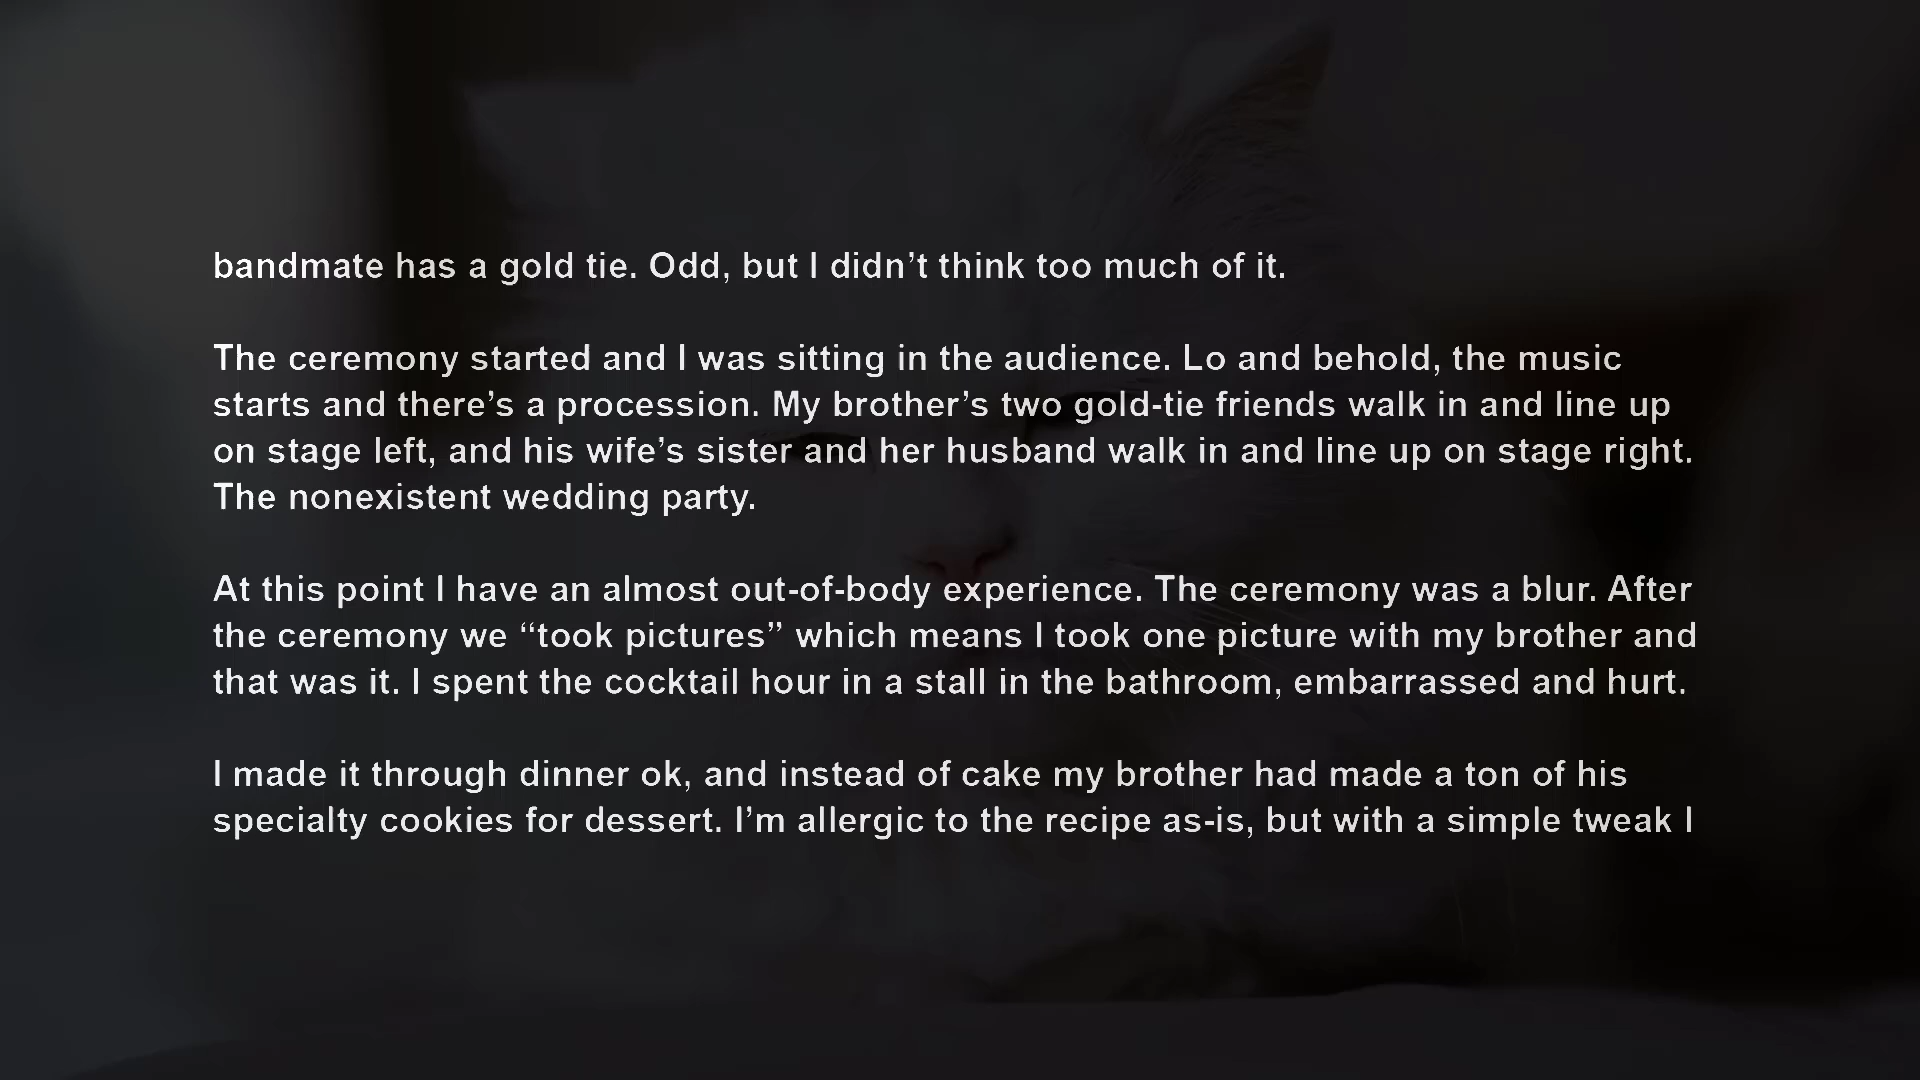 bandmate has a gold tie. Odd, but I didn’t think too much of it.
The ceremony started and I was sitting in the audience. Lo and behold, the music
starts and there’s a procession. My brother’s two gold-tie friends walk in and line up
on stage left, and his wife’s sister and her husband walk in and line up on stage right.
The nonexistent wedding party.
At this point I have an almost out-of-body experience. The ceremony was a blur. After
the ceremony we “took pictures” which means I took one picture with my brother and
that was it. I spent the cocktail hour in a stall in the bathroom, embarrassed and hurt.
I made it through dinner ok, and instead of cake my brother had made a ton of his
specialty cookies for dessert. I’m allergic to the recipe as-is, but with a simple tweak I